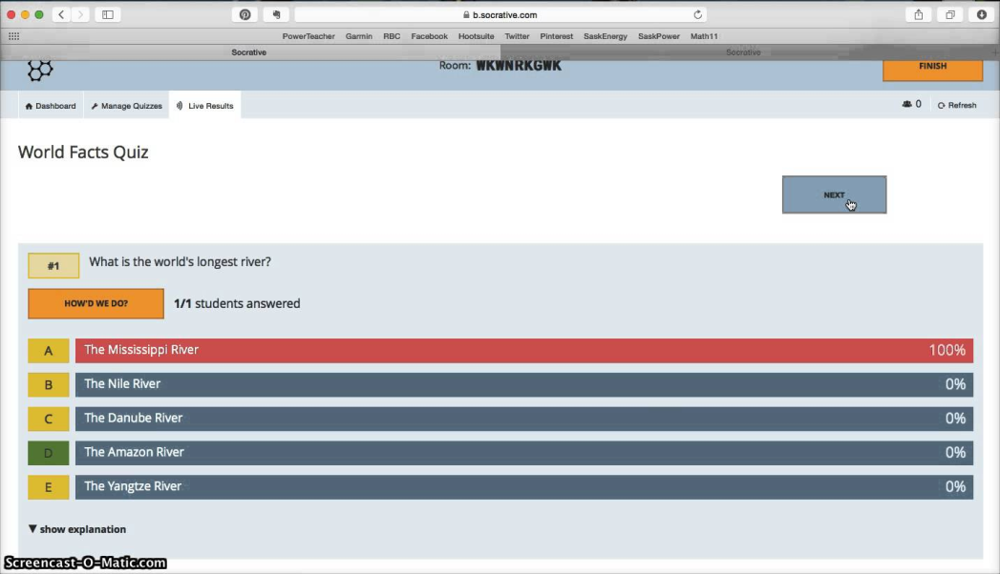 b.socrative.com
PowerTeacher Garmin RBC Facebook Hootsuite Twitter Pinterest SaskEnergy SaskPower Math11
Socrative Socrative
Room: WKWNRKGWK FINISH
Dashboard Manage Quizzes Live Results 0 Refresh
World Facts Quiz
NEXT
#1 What is the world's longest river?
HOW'D WE DO? 1/1 students answered
A The Mississippi River 100%
B The Nile River 0%
C The Danube River 0%
D The Amazon River 0%
E The Yangtze River 0%
▼ show explanation
Screencast-O-Matic.com